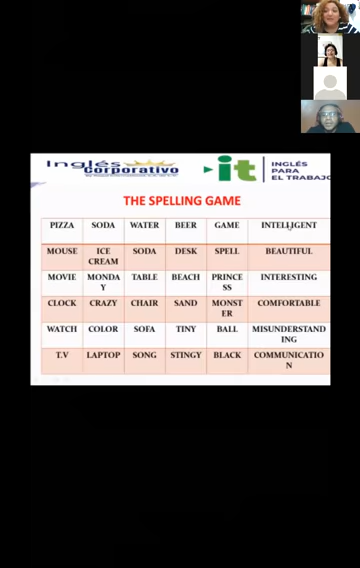 Inglés
Corporativo
it
INGLÉS
PARA
EL TRABAJO
THE SPELLING GAME
PIZZA SODA WATER BEER GAME INTELLIGENT
MOUSE ICE CREAM SODA DESK SPELL BEAUTIFUL
MOVIE MONDAY TABLE BEACH PRINCESS INTERESTING
CLOCK CRAZY CHAIR SAND MONSTER COMFORTABLE
WATCH COLOR SOFA TINY BALL MISUNDERSTANDING
T.V LAPTOP SONG STINGY BLACK COMMUNICATION